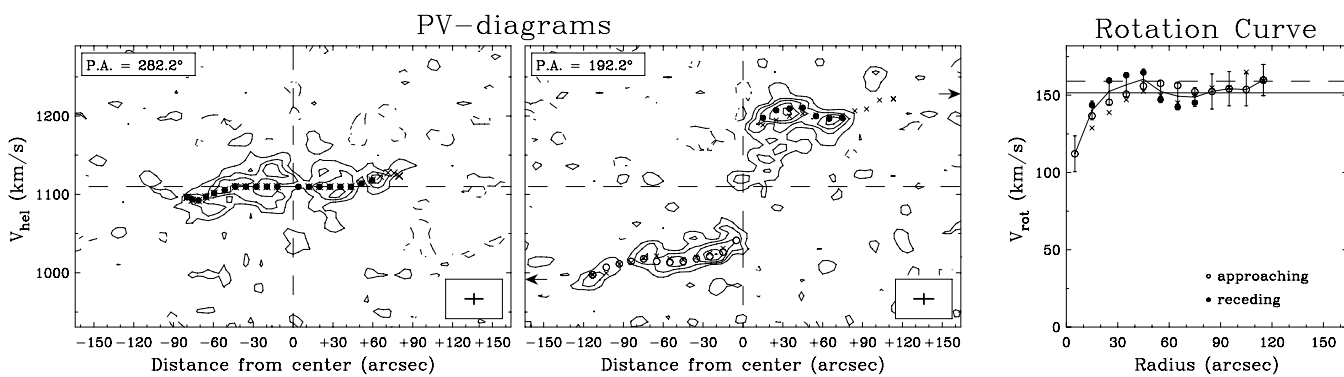 PV-diagrams
Rotation Curve
P.A. = 282.2°
P.A. = 192.2°
V_hel (km/s)
1200
1100
1000
-150 -120 -90 -60 -30 0 +30 +60 +90 +120 +150
Distance from center (arcsec)
-150 -120 -90 -60 -30 0 +30 +60 +90 +120 +150
Distance from center (arcsec)
V_rot (km/s)
150
100
50
0
approaching
receding
0 30 60 90 120 150
Radius (arcsec)